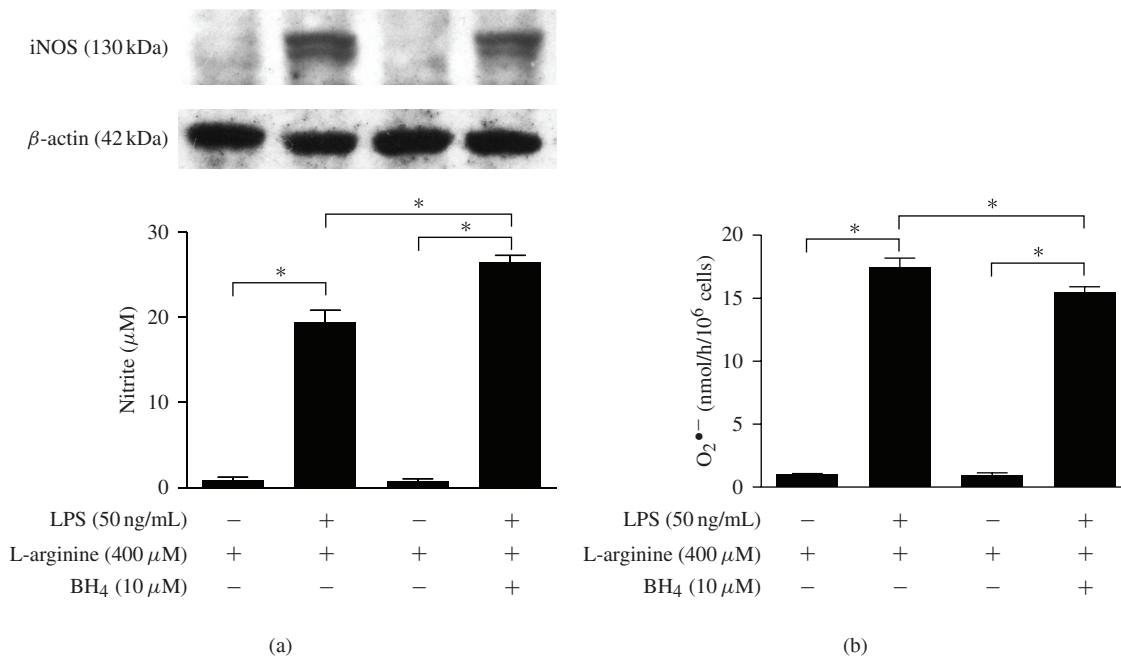 iNOS (130 kDa)
β-actin (42 kDa)
Nitrite (μM)
30
20
10
0
*
*
*
LPS (50 ng/mL) − + − +
L-arginine (400 μM) + + + +
BH4 (10 μM) − − − +
(a)
O2•− (nmol/h/10⁶ cells)
20
15
10
5
0
*
*
*
LPS (50 ng/mL) − + − +
L-arginine (400 μM) + + + +
BH4 (10 μM) − − − +
(b)